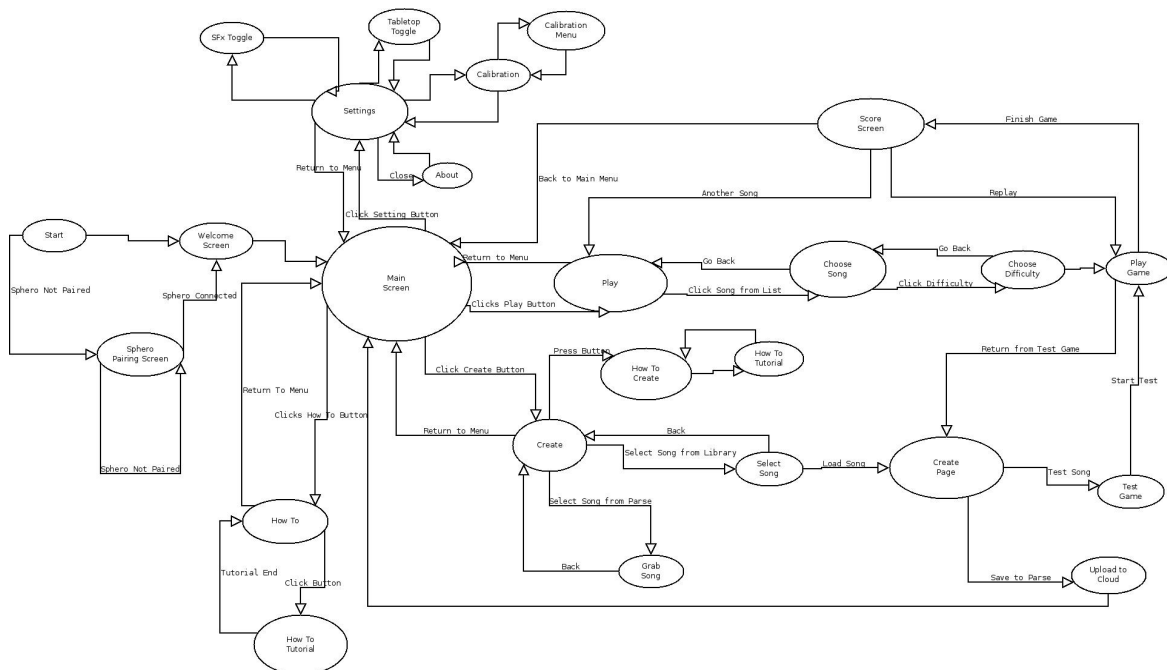 Tabletop
Toggle
SFx Toggle
Calibration
Menu
Calibration
Settings
Score
Screen
Finish Game
Return to Menu
Close
About
Back to Main Menu
Another Song
Replay
Click Setting Button
Start
Welcome
Screen
Main
Screen
Return to Menu
Go Back
Choose
Song
Go Back
Choose
Difficulty
Play
Game
Play
Sphero Not Paired
Sphero Connected
Clicks Play Button
Click Song from List
Click Difficulty
Sphero
Pairing Screen
Press Button
How To
Create
How To
Tutorial
Return from Test Game
Click Create Button
Start Test
Return To Menu
Clicks How To Button
Return to Menu
Create
Back
Select Song from Library
Select
Song
Load Song
Create
Page
Test Song
Test
Game
Sphero Not Paired
Select Song from Parse
How To
Tutorial End
Click Button
Back
Grab
Song
Save to Parse
Upload to
Cloud
How To
Tutorial